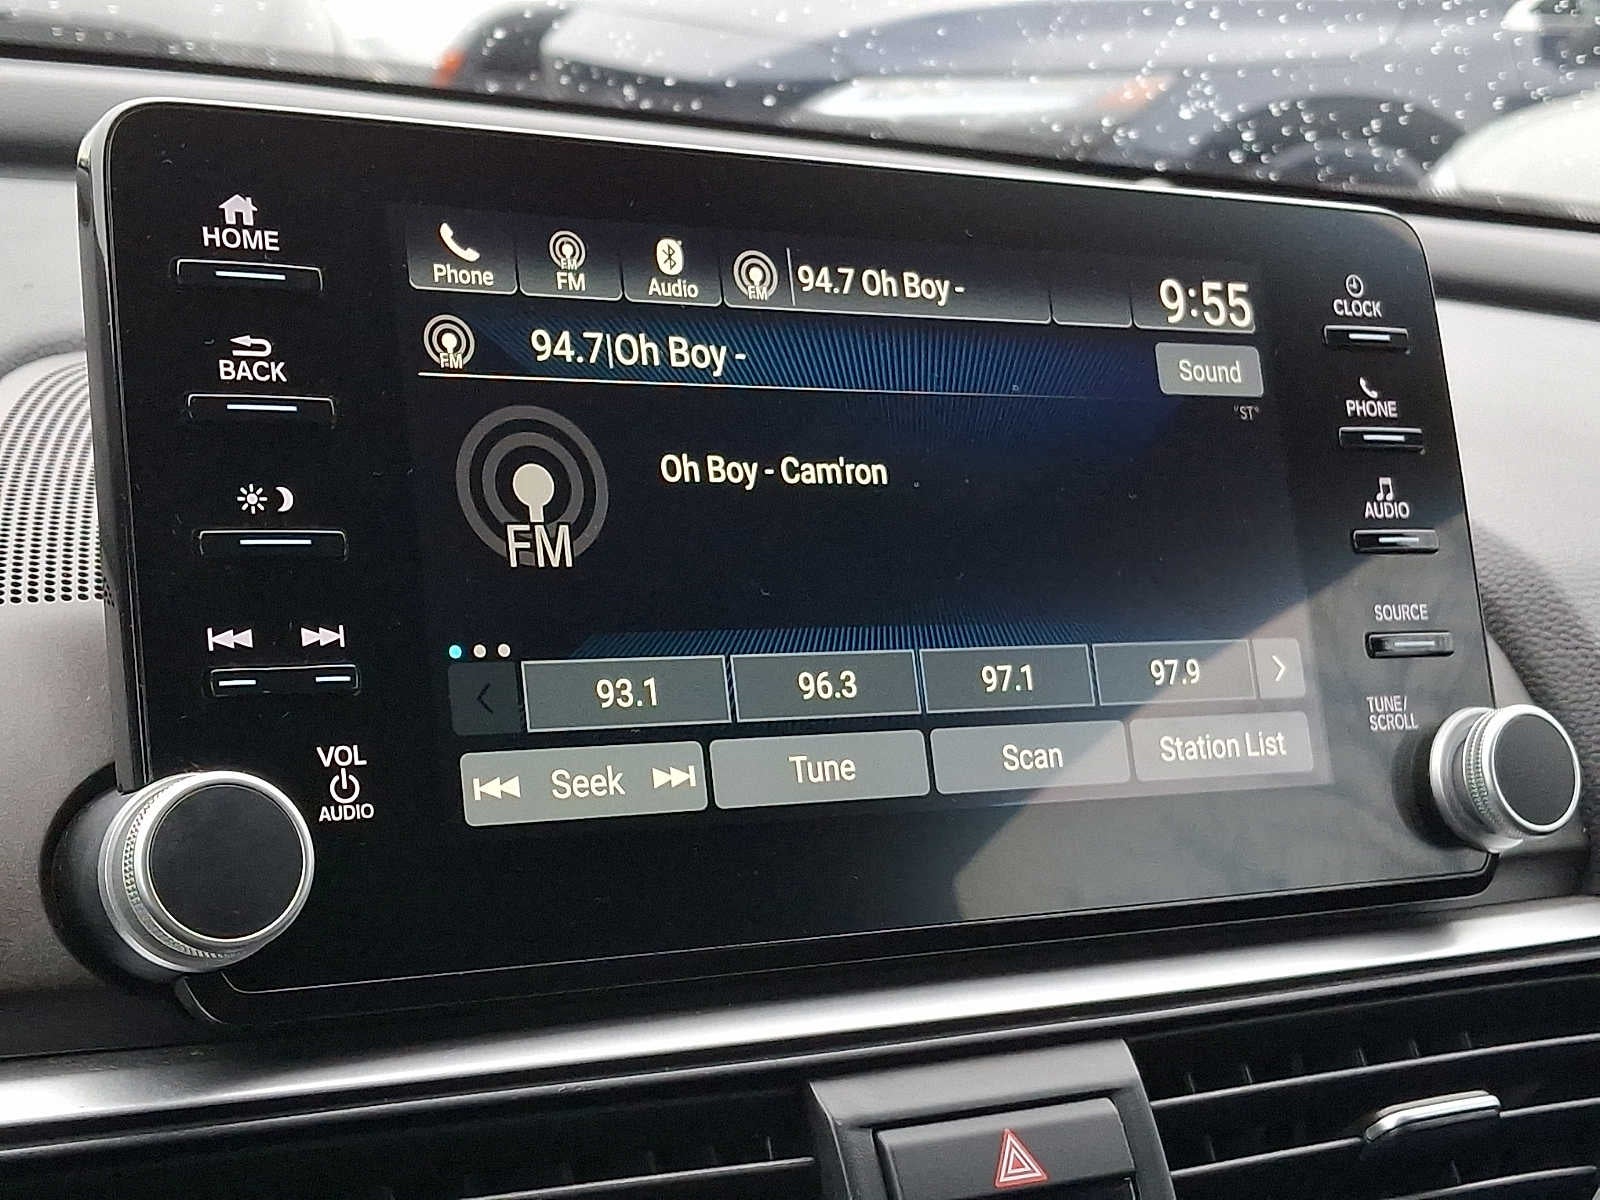 HOME
BACK
VOL
AUDIO
Phone
FM
FM
Audio
FM
94.7 Oh Boy -
9:55
FM
94.7|Oh Boy -
Sound
"ST"
FM
Oh Boy - Cam'ron
93.1
96.3
97.1
97.9
Seek
Tune
Scan
Station List
CLOCK
PHONE
AUDIO
SOURCE
TUNE/
SCROLL